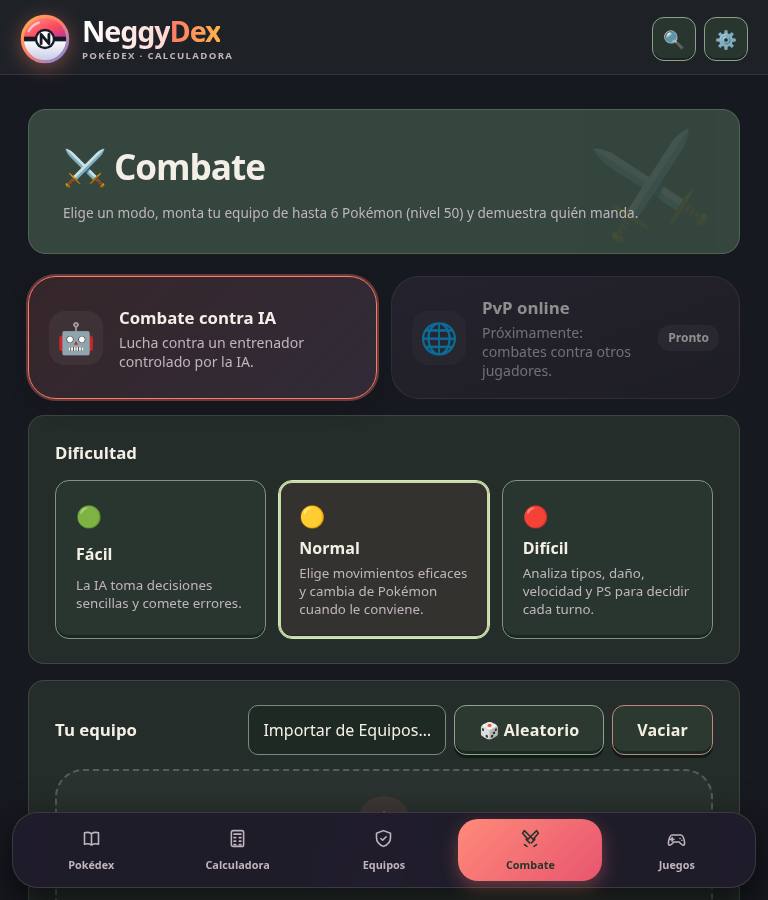 NeggyDex
POKÉDEX · CALCULADORA
Combate
Elige un modo, monta tu equipo de hasta 6 Pokémon (nivel 50) y demuestra quién manda.
Combate contra IA
Lucha contra un entrenador
controlado por la IA.
PvP online
Próximamente:
combates contra otros
jugadores.
Pronto
Dificultad
Fácil
La IA toma decisiones
sencillas y comete errores.
Normal
Elige movimientos eficaces
y cambia de Pokémon
cuando le conviene.
Difícil
Analiza tipos, daño,
velocidad y PS para decidir
cada turno.
Tu equipo
Importar de Equipos...
Aleatorio
Vaciar
Pokédex
Calculadora
Equipos
Combate
Juegos